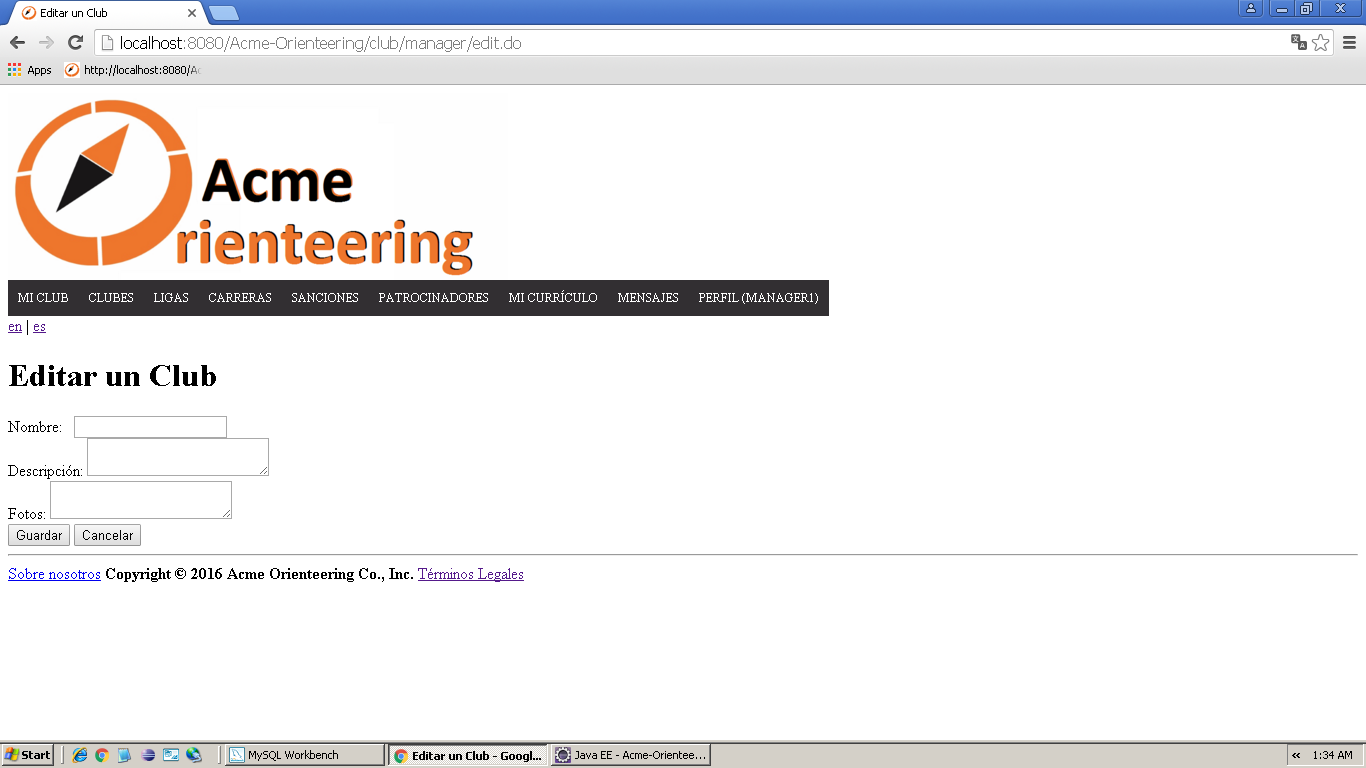 Editar un Club
localhost:8080/Acme-Orienteering/club/manager/edit.do
Apps http://localhost:8080/Ac
Acme
rienteering
MI CLUB CLUBES LIGAS CARRERAS SANCIONES PATROCINADORES MI CURRÍCULO MENSAJES PERFIL (MANAGER1)
en | es
Editar un Club
Nombre:
Descripción:
Fotos:
Guardar Cancelar
Sobre nosotros Copyright © 2016 Acme Orienteering Co., Inc. Términos Legales
Start MySQL Workbench Editar un Club - Googl... Java EE - Acme-Oriente... « 1:34 AM